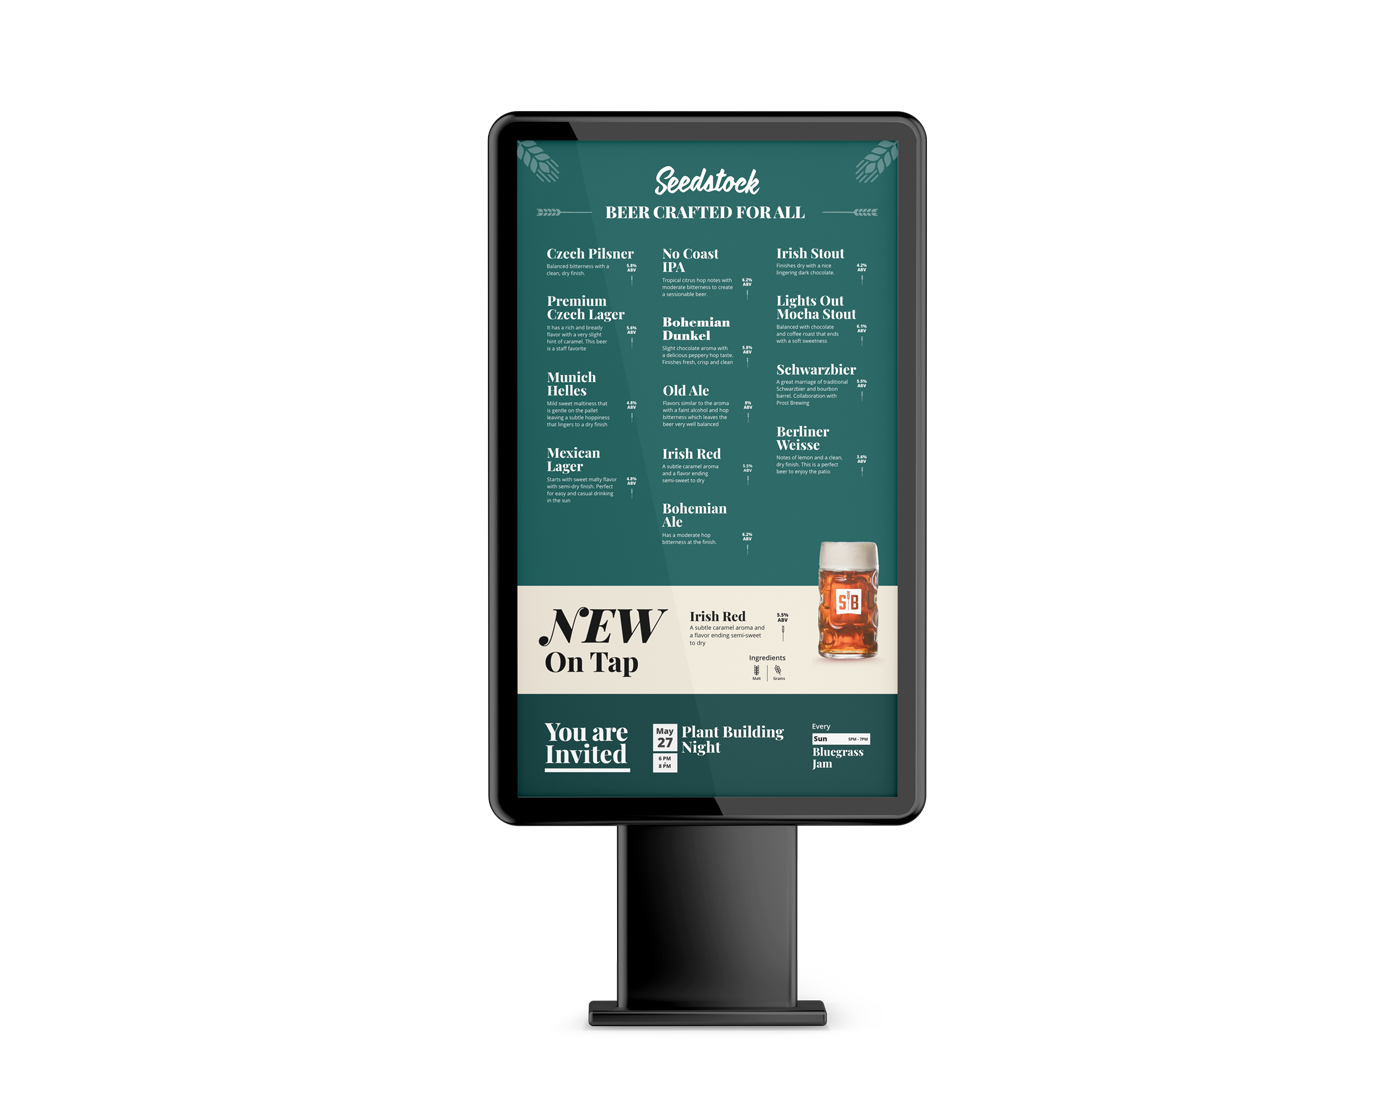 Seedstock
BEER CRAFTED FOR ALL
Czech Pilsner
Balanced bitterness with a
clean, dry finish.
5.8%
ABV
Premium
Czech Lager
It has a rich and bready
flavor with a very slight
hint of caramel. This beer
is a staff favorite
5.6%
ABV
Munich
Helles
Mild sweet maltiness that
is gentle on the pallet
leaving a subtle hoppiness
that lingers to a dry finish
4.8%
ABV
Mexican
Lager
Starts with sweet malty flavor
with semi-dry finish. Perfect
for easy and casual drinking
in the sun
4.8%
ABV
No Coast
IPA
Tropical citrus hop notes with
moderate bitterness to create
a sessionable beer.
6.2%
ABV
Bohemian
Dunkel
Slight chocolate aroma with
a delicious peppery hop taste.
Finishes fresh, crisp and clean
5.8%
ABV
Old Ale
Flavors similar to the aroma
with a faint alcohol and hop
bitterness which leaves the
beer very well balanced
8%
ABV
Irish Red
A subtle caramel aroma
and a flavor ending
semi-sweet to dry
5.5%
ABV
Bohemian
Ale
Has a moderate hop
bitterness at the finish.
6.2%
ABV
Irish Stout
Finishes dry with a nice
lingering dark chocolate.
4.2%
ABV
Lights Out
Mocha Stout
Balanced with chocolate
and coffee roast that ends
with a soft sweetness
6.1%
ABV
Schwarzbier
A great marriage of traditional
Schwarzbier and bourbon
barrel. Collaboration with
Prost Brewing
5.5%
ABV
Berliner
Weisse
Notes of lemon and a clean,
dry finish. This is a perfect
beer to enjoy the patio
3.6%
ABV
NEW
On Tap
Irish Red
A subtle caramel aroma and
a flavor ending semi-sweet
to dry
5.5%
ABV
Ingredients
Malt
Grains
S B
You are
Invited
May
27
6 PM
8 PM
Plant Building
Night
Every
Sun 5PM - 7PM
Bluegrass
Jam